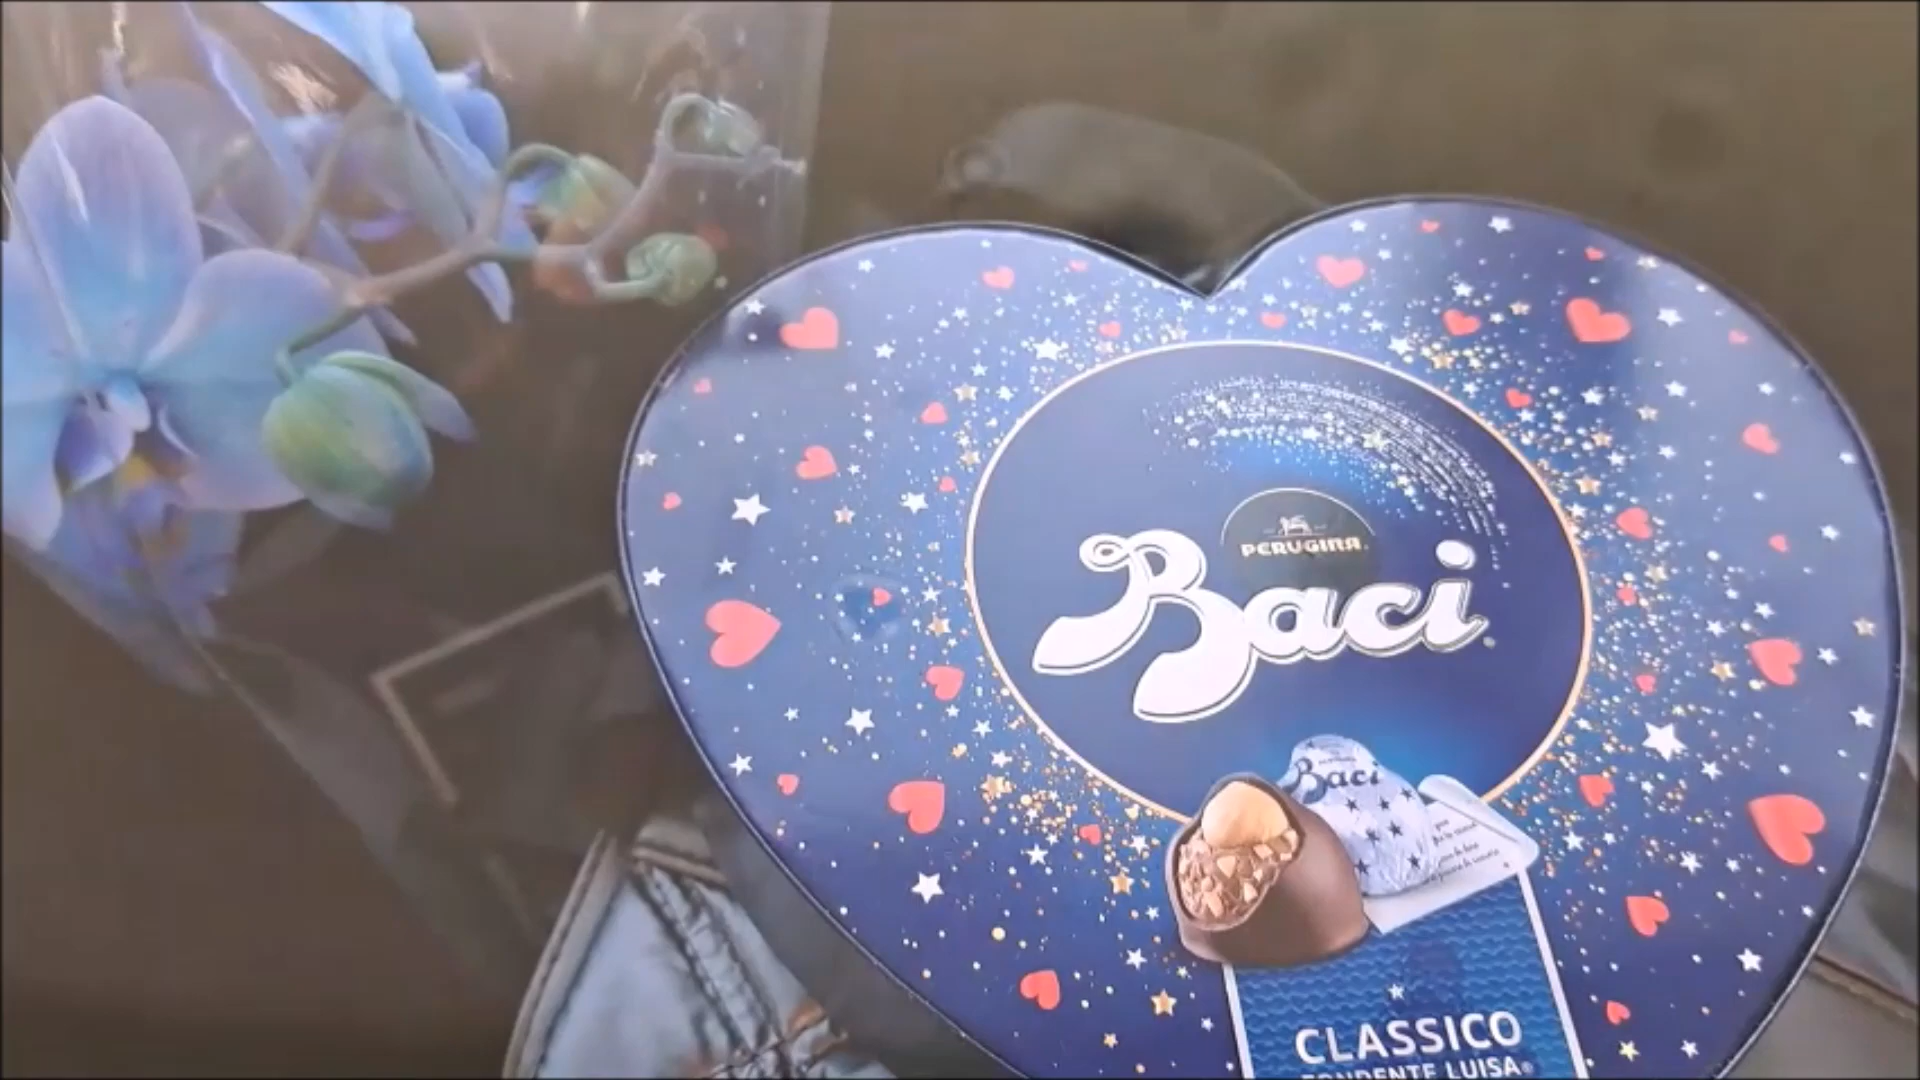 PERUGINA
Baci
Baci
CLASSICO
FONDENTE LUISA®